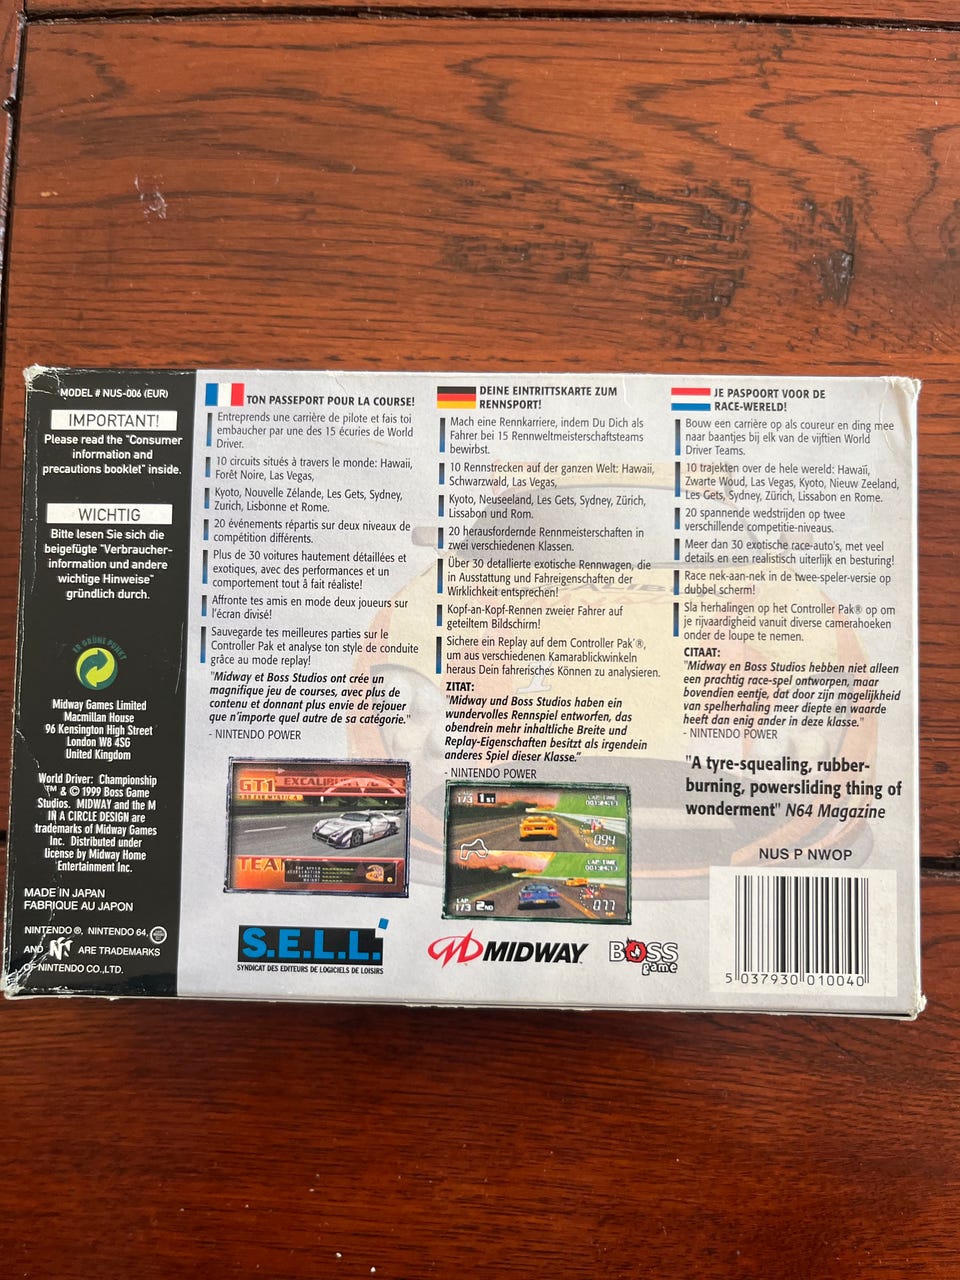 MODEL # NUS-006 (EUR)
IMPORTANT!
Please read the "Consumer
information and
precautions booklet" inside.
WICHTIG
Bitte lesen Sie sich die
beigefügte "Verbraucher-
information und andere
wichtige Hinweise"
gründlich durch.
Midway Games Limited
Macmillan House
96 Kensington High Street
London W8 4SG
United Kingdom
World Driver: Championship
™ & © 1999 Boss Game
Studios. MIDWAY and the M
IN A CIRCLE DESIGN are
trademarks of Midway Games
Inc. Distributed under
license by Midway Home
Entertainment Inc.
MADE IN JAPAN
FABRIQUE AU JAPON
NINTENDO ®, NINTENDO 64,
AND N ARE TRADEMARKS
OF NINTENDO CO.,LTD.
TON PASSEPORT POUR LA COURSE!
Entreprends une carrière de pilote et fais toi
embaucher par une des 15 écuries de World
Driver.
10 circuits situés à travers le monde: Hawaii,
Forêt Noire, Las Vegas,
Kyoto, Nouvelle Zélande, Les Gets, Sydney,
Zurich, Lisbonne et Rome.
20 événements répartis sur deux niveaux de
compétition différents.
Plus de 30 voitures hautement détaillées et
exotiques, avec des performances et un
comportement tout à fait réaliste!
Affronte tes amis en mode deux joueurs sur
l'écran divisé!
Sauvegarde tes meilleures parties sur le
Controller Pak et analyse ton style de conduite
grâce au mode replay!
"Midway et Boss Studios ont crée un
magnifique jeu de courses, avec plus de
contenu et donnant plus envie de rejouer
que n'importe quel autre de sa catégorie."
- NINTENDO POWER
DEINE EINTRITTSKARTE ZUM
RENNSPORT!
Mach eine Rennkarriere, indem Du Dich als
Fahrer bei 15 Rennweltmeisterschaftsteams
bewirbst.
10 Rennstrecken auf der ganzen Welt: Hawaii,
Schwarzwald, Las Vegas,
Kyoto, Neuseeland, Les Gets, Sydney, Zürich,
Lissabon und Rom.
20 herausfordernde Rennmeisterschaften in
zwei verschiedenen Klassen.
Über 30 detallierte exotische Rennwagen, die
in Ausstattung und Fahreigenschaften der
Wirklichkeit entsprechen!
Kopf-an-Kopf-Rennen zweier Fahrer auf
geteiltem Bildschirm!
Sichere ein Replay auf dem Controller Pak®,
um aus verschiedenen Kamarablickwinkeln
heraus Dein fahrerisches Können zu analysieren.
ZITAT:
"Midway und Boss Studios haben ein
wundervolles Rennspiel entworfen, das
obendrein mehr inhaltliche Breite und
Replay-Eigenschaften besitzt als irgendein
anderes Spiel dieser Klasse."
- NINTENDO POWER
JE PASPOORT VOOR DE
RACE-WERELD!
Bouw een carrière op als coureur en ding mee
naar baantjes bij elk van de vijftien World
Driver Teams.
10 trajekten over de hele wereld: Hawaii,
Zwarte Woud, Las Vegas, Kyoto, Nieuw Zeeland,
Les Gets, Sydney, Zürich, Lissabon en Rome.
20 spannende wedstrijden op twee
verschillende competitie-niveaus.
Meer dan 30 exotische race-auto's, met veel
details en een realistisch uiterlijk en besturing!
Race nek-aan-nek in de twee-speler-versie op
dubbel scherm!
Sla herhalingen op het Controller Pak® op om
je rijvaardigheid vanuit diverse camerahoeken
onder de loupe te nemen.
CITAAT:
"Midway en Boss Studios hebben niet alleen
een prachtig race-spel ontworpen, maar
bovendien eentje, dat door zijn mogelijkheid
van spelherhaling meer diepte en waarde
heeft dan enig ander in deze klasse."
- NINTENDO POWER
"A tyre-squealing, rubber-
burning, powersliding thing of
wonderment" N64 Magazine
GT1 EXCALIBUR
TEAM
1/3 1ST
LAP TIME
094
LAP TIME
LAP
1/3 2ND
077
NUS P NWOP
S.E.L.L.
SYNDICAT DES EDITEURS DE LOGICIELS DE LOISIRS
MIDWAY
BOSS
game
5 037930 010040